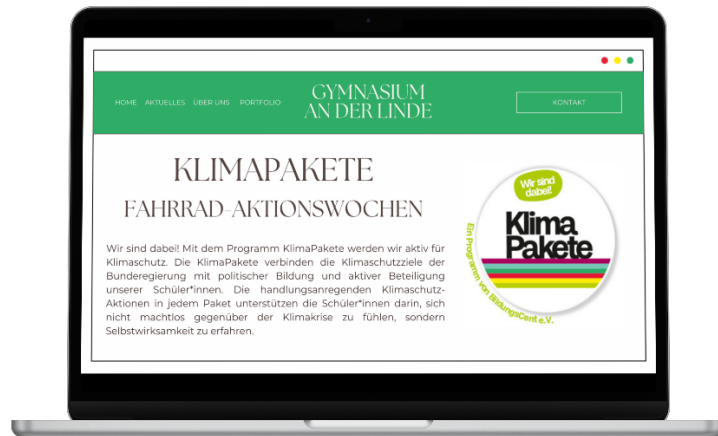 HOME AKTUELLES ÜBER UNS PORTFOLIO
GYMNASIUM
AN DER LINDE
KONTAKT
KLIMAPAKETE
FAHRRAD-AKTIONSWOCHEN
Wir sind dabei! Mit dem Programm KlimaPakete werden wir aktiv für
Klimaschutz. Die KlimaPakete verbinden die Klimaschutzziele der
Bunderegierung mit politischer Bildung und aktiver Beteiligung
unserer Schüler*innen. Die handlungsanregenden Klimaschutz-
Aktionen in jedem Paket unterstützen die Schüler*innen darin, sich
nicht machtlos gegenüber der Klimakrise zu fühlen, sondern
Selbstwirksamkeit zu erfahren.
Wir sind
dabei!
Klima
Pakete
Ein Programm von BildungsCent e.V.